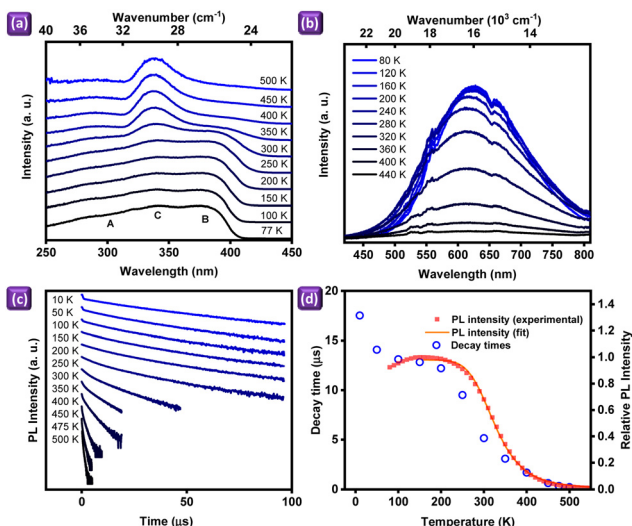 (a)
Wavenumber (cm⁻¹)
40 36 32 28 24
Intensity (a. u.)
500 K
450 K
400 K
350 K
300 K
250 K
200 K
150 K
100 K
77 K
A C B
250 300 350 400 450
Wavelength (nm)
(b)
Wavenumber (10³ cm⁻¹)
22 20 18 16 14
Intensity (a. u.)
80 K
120 K
160 K
200 K
240 K
280 K
320 K
360 K
400 K
440 K
450 500 550 600 650 700 750 800
Wavelength (nm)
(c)
PL Intensity (a. u.)
10 K
50 K
100 K
150 K
200 K
250 K
300 K
350 K
400 K
450 K
475 K
500 K
0 50 100
Time (μs)
(d)
Decay time (μs)
20
15
10
5
0
PL intensity (experimental)
PL intensity (fit)
Decay times
1.4
1.2
1.0
0.8
0.6
0.4
0.2
0.0
Relative PL Intensity
0 100 200 300 400 500
Temperature (K)